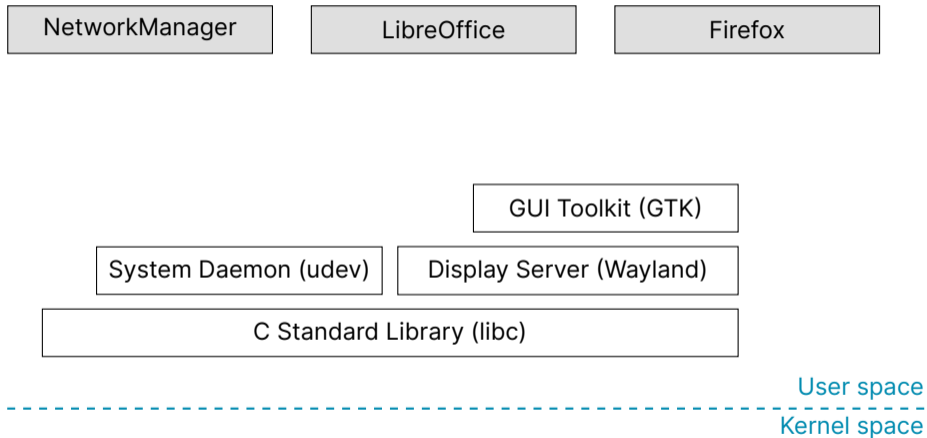 NetworkManager
LibreOffice
Firefox
GUI Toolkit (GTK)
System Daemon (udev)
Display Server (Wayland)
C Standard Library (libc)
User space
Kernel space